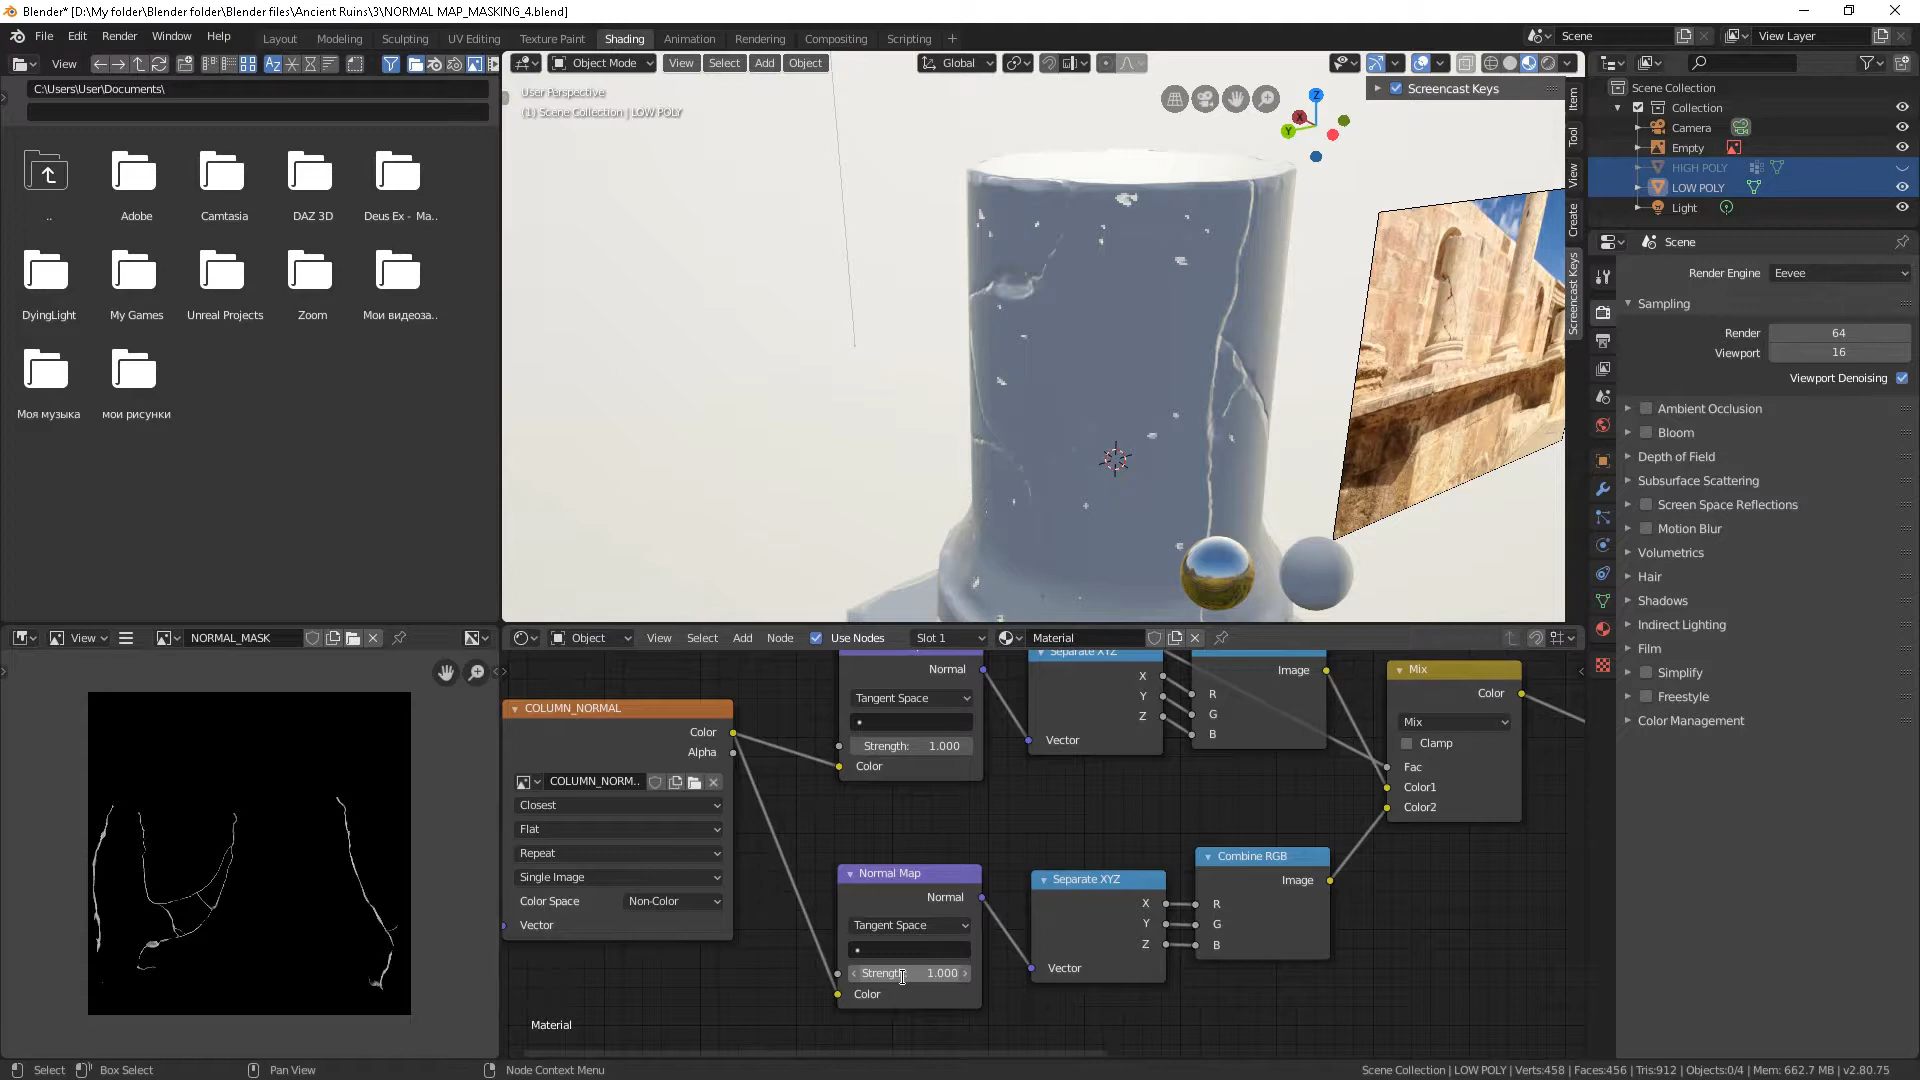 Blender* [D:\My folder\Blender folder\Blender files\Ancient Ruins\3\NORMAL MAP_MASKING_4.blend]
File Edit Render Window Help Layout Modeling Sculpting UV Editing Texture Paint Shading Animation Rendering Compositing Scripting Scene View Layer
View
Object Mode View Select Add Object Global
C:\Users\User\Documents\
User Perspective
(1) Scene Collection | LOW POLY
Screencast Keys
Item
Tool
View
Create
Screencast Keys
X
Y
Z
Scene Collection
Collection
Camera
Empty
HIGH POLY
LOW POLY
Light
..
Adobe
Camtasia
DAZ 3D
Deus Ex - Ma..
DyingLight
My Games
Unreal Projects
Zoom
Мои видеоза..
Моя музыка
мои рисунки
Scene
Render Engine Eevee
Sampling
Render 64
Viewport 16
Viewport Denoising
Ambient Occlusion
Bloom
Depth of Field
Subsurface Scattering
Screen Space Reflections
Motion Blur
Volumetrics
Hair
Shadows
Indirect Lighting
Film
Simplify
Freestyle
Color Management
View NORMAL_MASK
Object View Select Add Node Use Nodes Slot 1 Material
COLUMN_NORMAL
Color
Alpha
COLUMN_NORM..
Closest
Flat
Repeat
Single Image
Color Space Non-Color
Vector
Normal
Tangent Space
Strength: 1.000
Color
Separate XYZ
X
Y
Z
Vector
Image
R
G
B
Mix
Color
Mix
Clamp
Fac
Color1
Color2
Normal Map
Normal
Tangent Space
Strength: 1.000
Color
Separate XYZ
X
Y
Z
Vector
Combine RGB
Image
R
G
B
Material
Select Box Select Pan View Node Context Menu Scene Collection | LOW POLY | Verts:458 | Faces:456 | Tris:912 | Objects:0/4 | Mem: 662.7 MB | v2.80.75